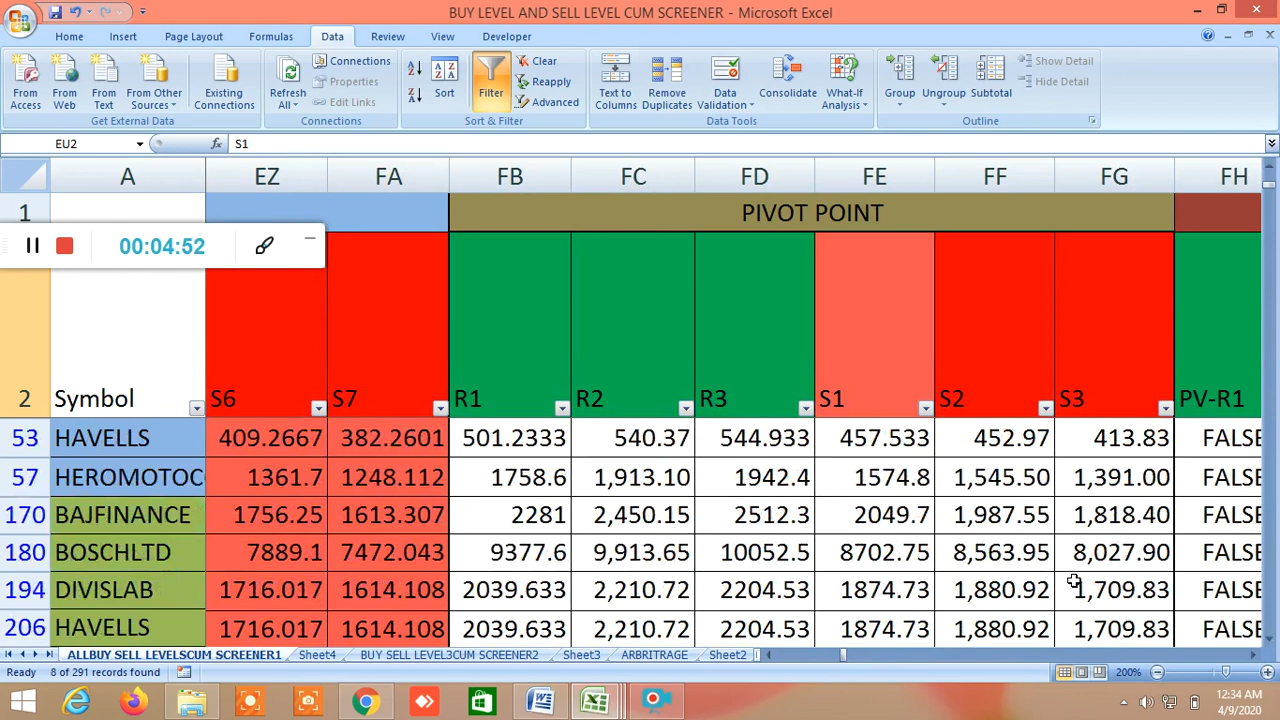 BUY LEVEL AND SELL LEVEL CUM SCREENER - Microsoft Excel
Home Insert Page Layout Formulas Data Review View Developer
From Access From Web From Text From Other Sources Existing Connections Refresh All Connections Properties Edit Links Sort Filter Clear Reapply Advanced Text to Columns Remove Duplicates Data Validation Consolidate What-If Analysis Group Ungroup Subtotal Show Detail Hide Detail
Get External Data Connections Sort & Filter Data Tools Outline
EU2 fx S1
A EZ FA FB FC FD FE FF FG FH
1 PIVOT POINT
00:04:52
2 Symbol S6 S7 R1 R2 R3 S1 S2 S3 PV-R1
53 HAVELLS 409.2667 382.2601 501.2333 540.37 544.933 457.533 452.97 413.83 FALSE
57 HEROMOTOC 1361.7 1248.112 1758.6 1,913.10 1942.4 1574.8 1,545.50 1,391.00 FALSE
170 BAJFINANCE 1756.25 1613.307 2281 2,450.15 2512.3 2049.7 1,987.55 1,818.40 FALSE
180 BOSCHLTD 7889.1 7472.043 9377.6 9,913.65 10052.5 8702.75 8,563.95 8,027.90 FALSE
194 DIVISLAB 1716.017 1614.108 2039.633 2,210.72 2204.53 1874.73 1,880.92 1,709.83 FALSE
206 HAVELLS 1716.017 1614.108 2039.633 2,210.72 2204.53 1874.73 1,880.92 1,709.83 FALSE
ALLBUY SELL LEVELSCUM SCREENER1 Sheet4 BUY SELL LEVEL3CUM SCREENER2 Sheet3 ARBRITRAGE Sheet2
Ready 8 of 291 records found 200%
12:34 AM
4/9/2020